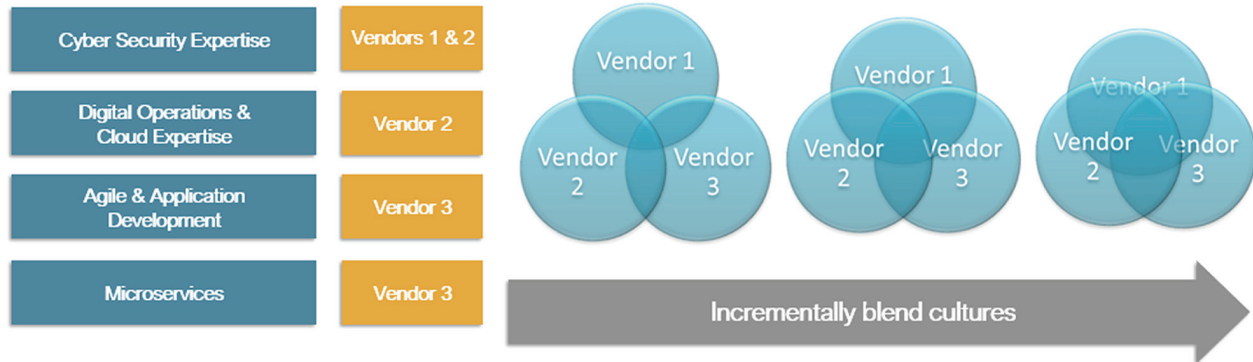 Cyber Security Expertise
Vendors 1 & 2
Digital Operations &
Cloud Expertise
Vendor 2
Agile & Application
Development
Vendor 3
Microservices
Vendor 3
Vendor 1
Vendor
2
Vendor
3
Vendor 1
Vendor
2
Vendor
3
Vendor 1
Vendor
2
Vendor
3
Incrementally blend cultures